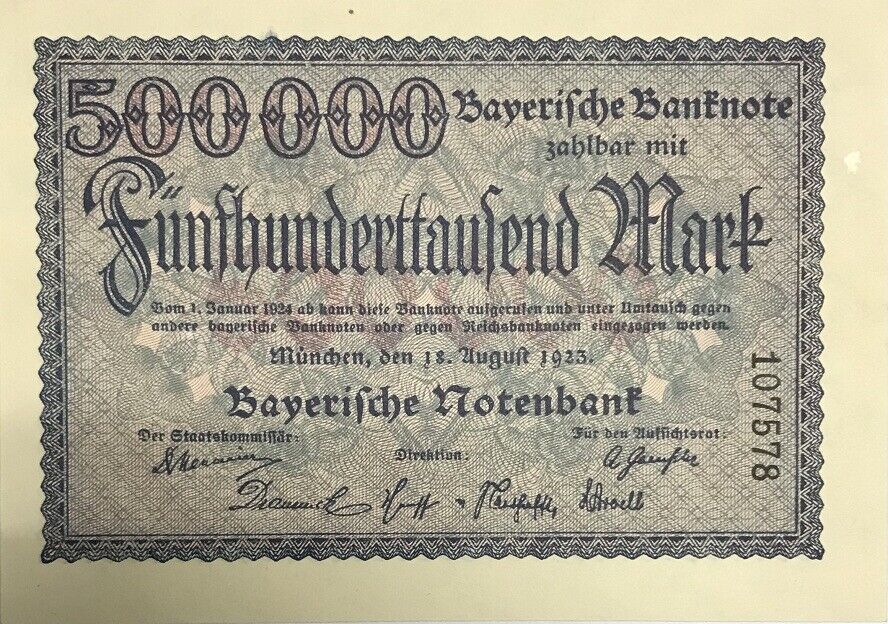 500000 Bayerische Banknote
zahlbar mit
Fünfhunderttausend Mark
Vom 1. Januar 1924 ab kann diese Banknote aufgerufen und unter Umtausch gegen
andere bayerische Banknoten oder gegen Reichsbanknoten eingezogen werden.
München, den 18. August 1923.
Bayerische Notenbank
Der Staatskommissär:
Direktion:
Für den Aufsichtsrat:
107578